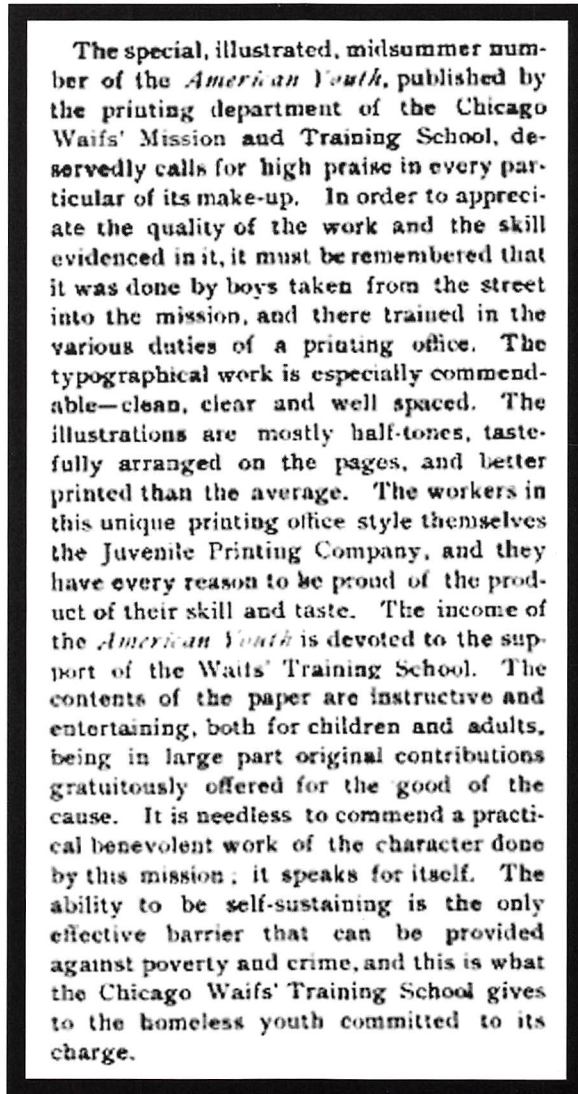 The special, illustrated, midsummer num-
ber of the American Youth, published by
the printing department of the Chicago
Waifs' Mission and Training School, de-
servedly calls for high praise in every par-
ticular of its make-up. In order to appreci-
ate the quality of the work and the skill
evidenced in it, it must be remembered that
it was done by boys taken from the street
into the mission, and there trained in the
various duties of a printing office. The
typographical work is especially commend-
able—clean, clear and well spaced. The
illustrations are mostly half-tones, taste-
fully arranged on the pages, and better
printed than the average. The workers in
this unique printing office style themselves
the Juvenile Printing Company, and they
have every reason to be proud of the prod-
uct of their skill and taste. The income of
the American Youth is devoted to the sup-
port of the Waifs' Training School. The
contents of the paper are instructive and
entertaining, both for children and adults,
being in large part original contributions
gratuitously offered for the good of the
cause. It is needless to commend a practi-
cal benevolent work of the character done
by this mission; it speaks for itself. The
ability to be self-sustaining is the only
effective barrier that can be provided
against poverty and crime, and this is what
the Chicago Waifs' Training School gives
to the homeless youth committed to its
charge.